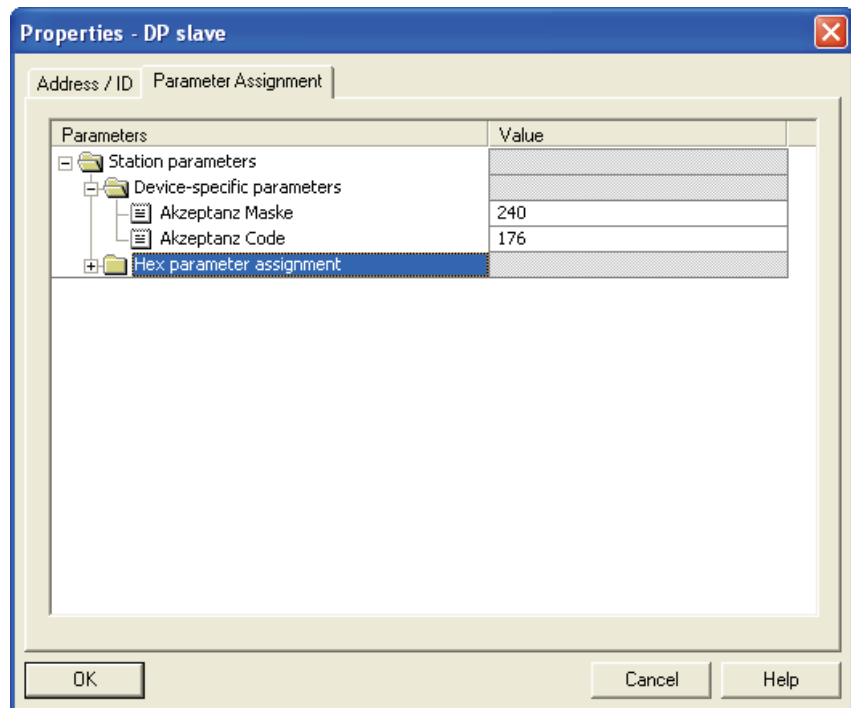 Properties - DP slave
Address / ID Parameter Assignment
Parameters Value
Station parameters
Device-specific parameters
Akzeptanz Maske 240
Akzeptanz Code 176
Hex parameter assignment
OK Cancel Help